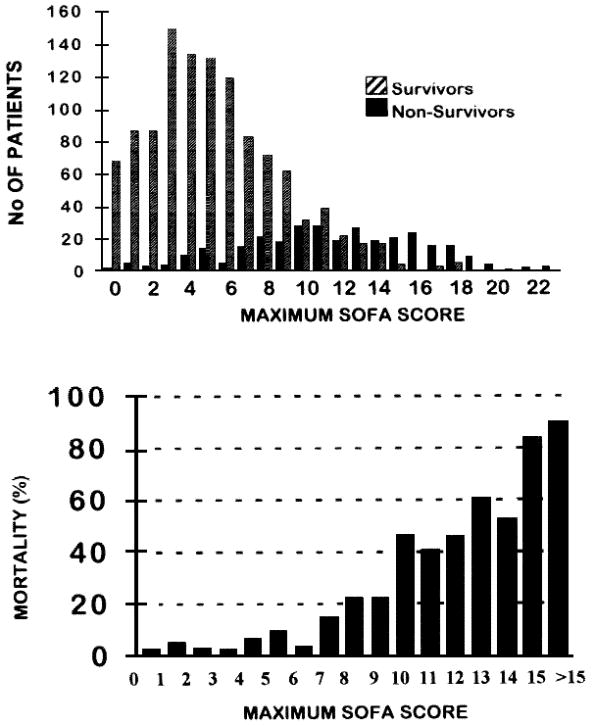 160
140
120
100
80
60
40
20
0
No OF PATIENTS
Survivors
Non-Survivors
0 2 4 6 8 10 12 14 16 18 20 22
MAXIMUM SOFA SCORE
100
80
60
40
20
0
MORTALITY (%)
0 1 2 3 4 5 6 7 8 9 10 11 12 13 14 15 >15
MAXIMUM SOFA SCORE